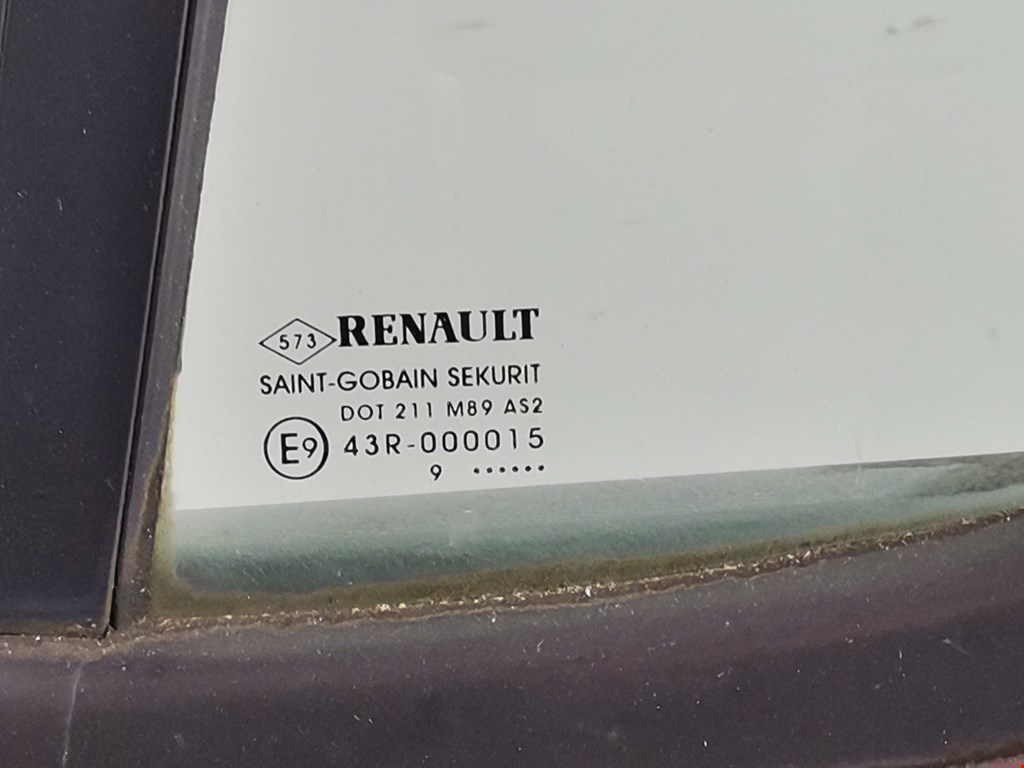 573 RENAULT
SAINT-GOBAIN SEKURIT
DOT 211 M89 AS2
E9 43R-000015
9 ······